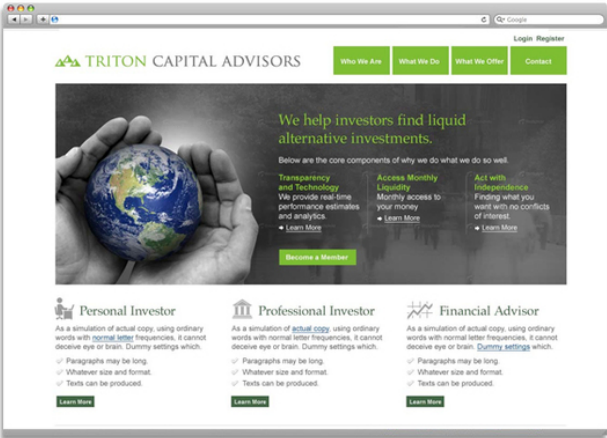 Google
Login Register
TRITON CAPITAL ADVISORS
Who We Are
What We Do
What We Offer
Contact
We help investors find liquid
alternative investments.
Below are the core components of why we do what we do so well.
Transparency
and Technology
We provide real-time
performance estimates
and analytics.
Learn More
Access Monthly
Liquidity
Monthly access to
your money
Learn More
Act with
Independence
Finding what you
want with no conflicts
of interest.
Learn More
Become a Member
Personal Investor
As a simulation of actual copy, using ordinary
words with normal letter frequencies, it cannot
deceive eye or brain. Dummy settings which.
Paragraphs may be long.
Whatever size and format.
Texts can be produced.
Learn More
Professional Investor
As a simulation of actual copy, using ordinary
words with normal letter frequencies, it cannot
deceive eye or brain. Dummy settings which.
Paragraphs may be long.
Whatever size and format.
Texts can be produced.
Learn More
Financial Advisor
As a simulation of actual copy, using ordinary
words with normal letter frequencies, it cannot
deceive eye or brain. Dummy settings which.
Paragraphs may be long.
Whatever size and format.
Texts can be produced.
Learn More